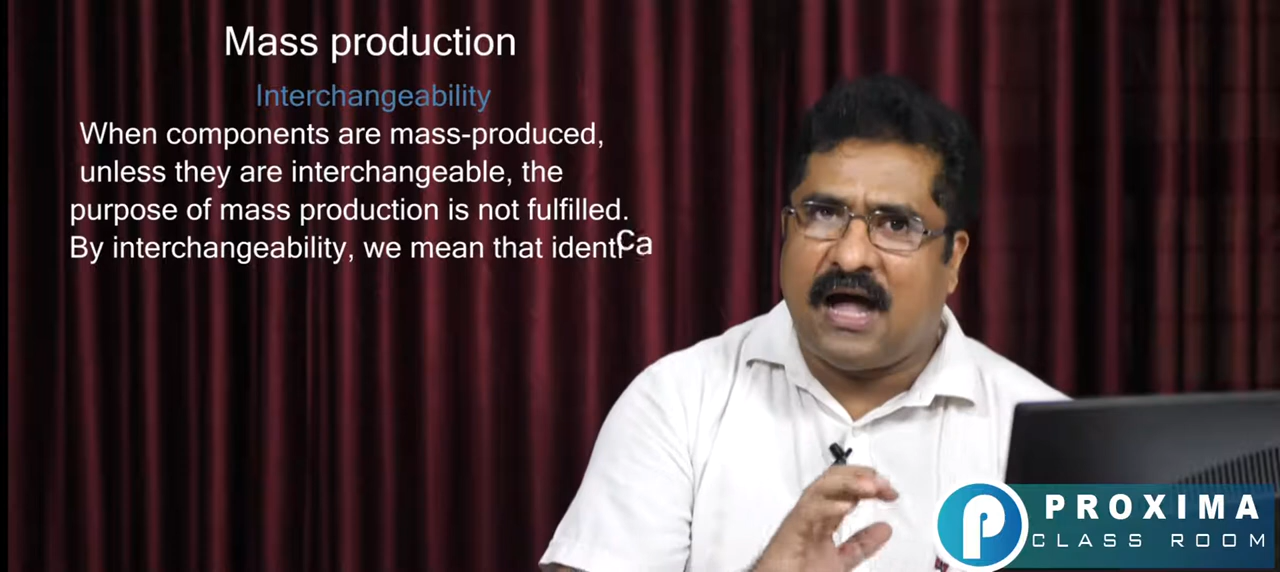 Mass production
Interchangeability
When components are mass-produced,
unless they are interchangeable, the
purpose of mass production is not fulfilled.
By interchangeability, we mean that identica
PROXIMA
CLASS ROOM